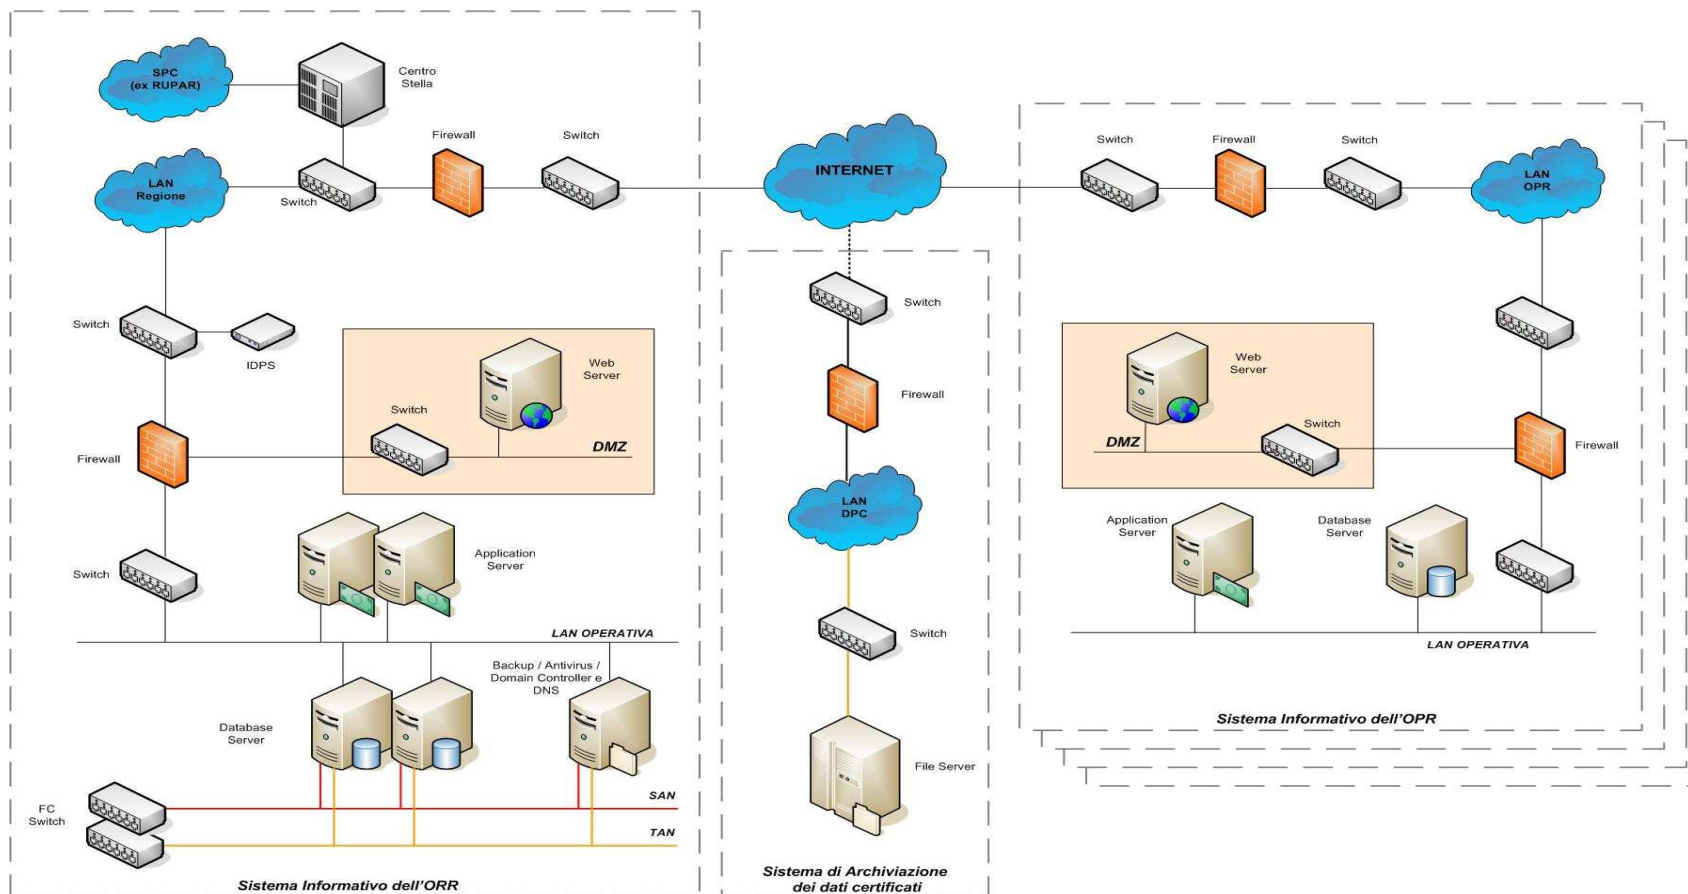 SPC
(ex RUPAR)
Centro
Stella
Firewall
Switch
LAN
Regione
Switch
INTERNET
Switch
Firewall
Switch
LAN
OPR
Switch
IDPS
Web
Server
Switch
DMZ
Firewall
Switch
Application
Server
LAN OPERATIVA
Backup / Antivirus /
Domain Controller e
DNS
Database
Server
FC
Switch
SAN
TAN
Sistema Informativo dell'ORR
Switch
Firewall
LAN
DPC
Switch
File Server
Sistema di Archiviazione
dei dati certificati
Web
Server
Switch
DMZ
Firewall
Application
Server
Database
Server
LAN OPERATIVA
Sistema Informativo dell'OPR